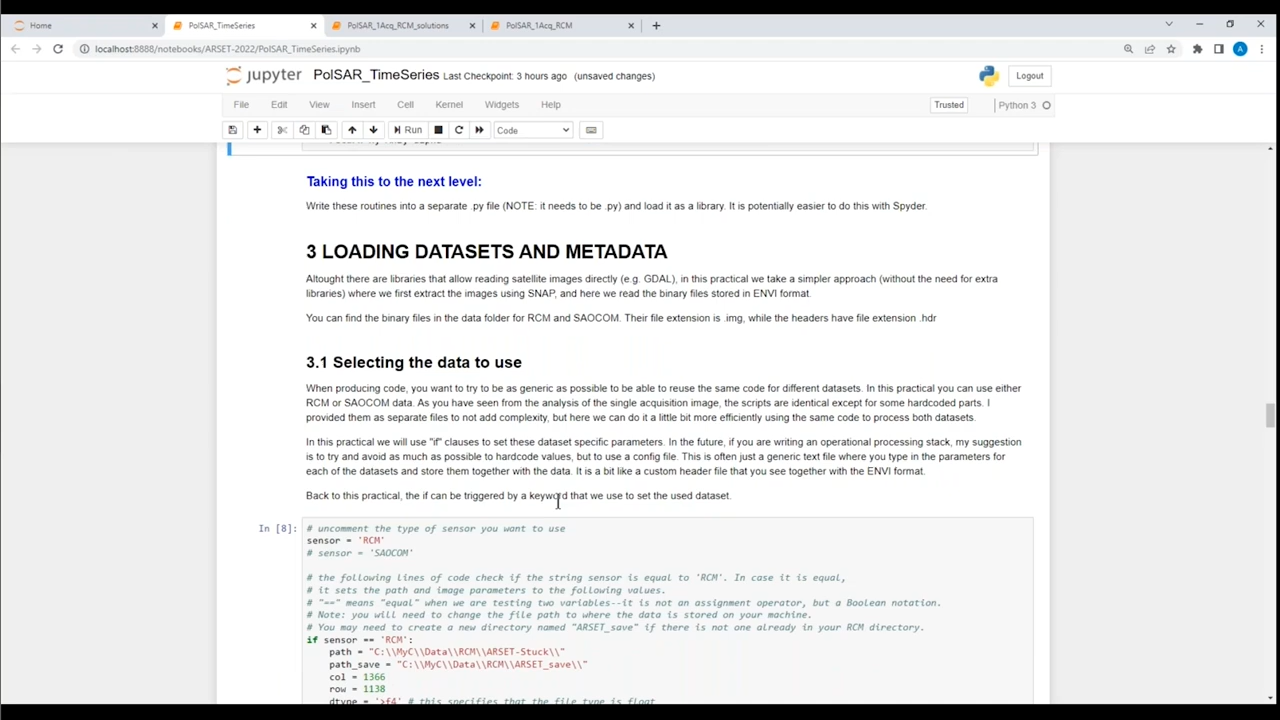 Home
PolSAR_TimeSeries
PolSAR_1Acq_RCM_solutions
PolSAR_1Acq_RCM
localhost:8888/notebooks/ARSET-2022/PolSAR_TimeSeries.ipynb
A
jupyter PolSAR_TimeSeries Last Checkpoint: 3 hours ago (unsaved changes)
Logout
File Edit View Insert Cell Kernel Widgets Help
Trusted
Python 3
Run
Code
Taking this to the next level:
Write these routines into a separate .py file (NOTE: it needs to be .py) and load it as a library. It is potentially easier to do this with Spyder.
3 LOADING DATASETS AND METADATA
Altought there are libraries that allow reading satellite images directly (e.g. GDAL), in this practical we take a simpler approach (without the need for extra
libraries) where we first extract the images using SNAP, and here we read the binary files stored in ENVI format.
You can find the binary files in the data folder for RCM and SAOCOM. Their file extension is .img, while the headers have file extension .hdr
3.1 Selecting the data to use
When producing code, you want to try to be as generic as possible to be able to reuse the same code for different datasets. In this practical you can use either
RCM or SAOCOM data. As you have seen from the analysis of the single acquisition image, the scripts are identical except for some hardcoded parts. I
provided them as separate files to not add complexity, but here we can do it a little bit more efficiently using the same code to process both datasets.
In this practical we will use "if" clauses to set these dataset specific parameters. In the future, if you are writing an operational processing stack, my suggestion
is to try and avoid as much as possible to hardcode values, but to use a config file. This is often just a generic text file where you type in the parameters for
each of the datasets and store them together with the data. It is a bit like a custom header file that you see together with the ENVI format.
Back to this practical, the if can be triggered by a keyword that we use to set the used dataset.
In [8]:
# uncomment the type of sensor you want to use
sensor = 'RCM'
# sensor = 'SAOCOM'
# the following lines of code check if the string sensor is equal to 'RCM'. In case it is equal,
# it sets the path and image parameters to the following values.
# "==" means "equal" when we are testing two variables--it is not an assignment operator, but a Boolean notation.
# Note: you will need to change the file path to where the data is stored on your machine.
# You may need to create a new directory named "ARSET_save" if there is not one already in your RCM directory.
if sensor == 'RCM':
path = "C:\\MyC\\Data\\RCM\\ARSET-Stuck\\"
path_save = "C:\\MyC\\Data\\RCM\\ARSET_save\\"
col = 1366
row = 1138
dtype = '>f4' # this specifies that the file type is float